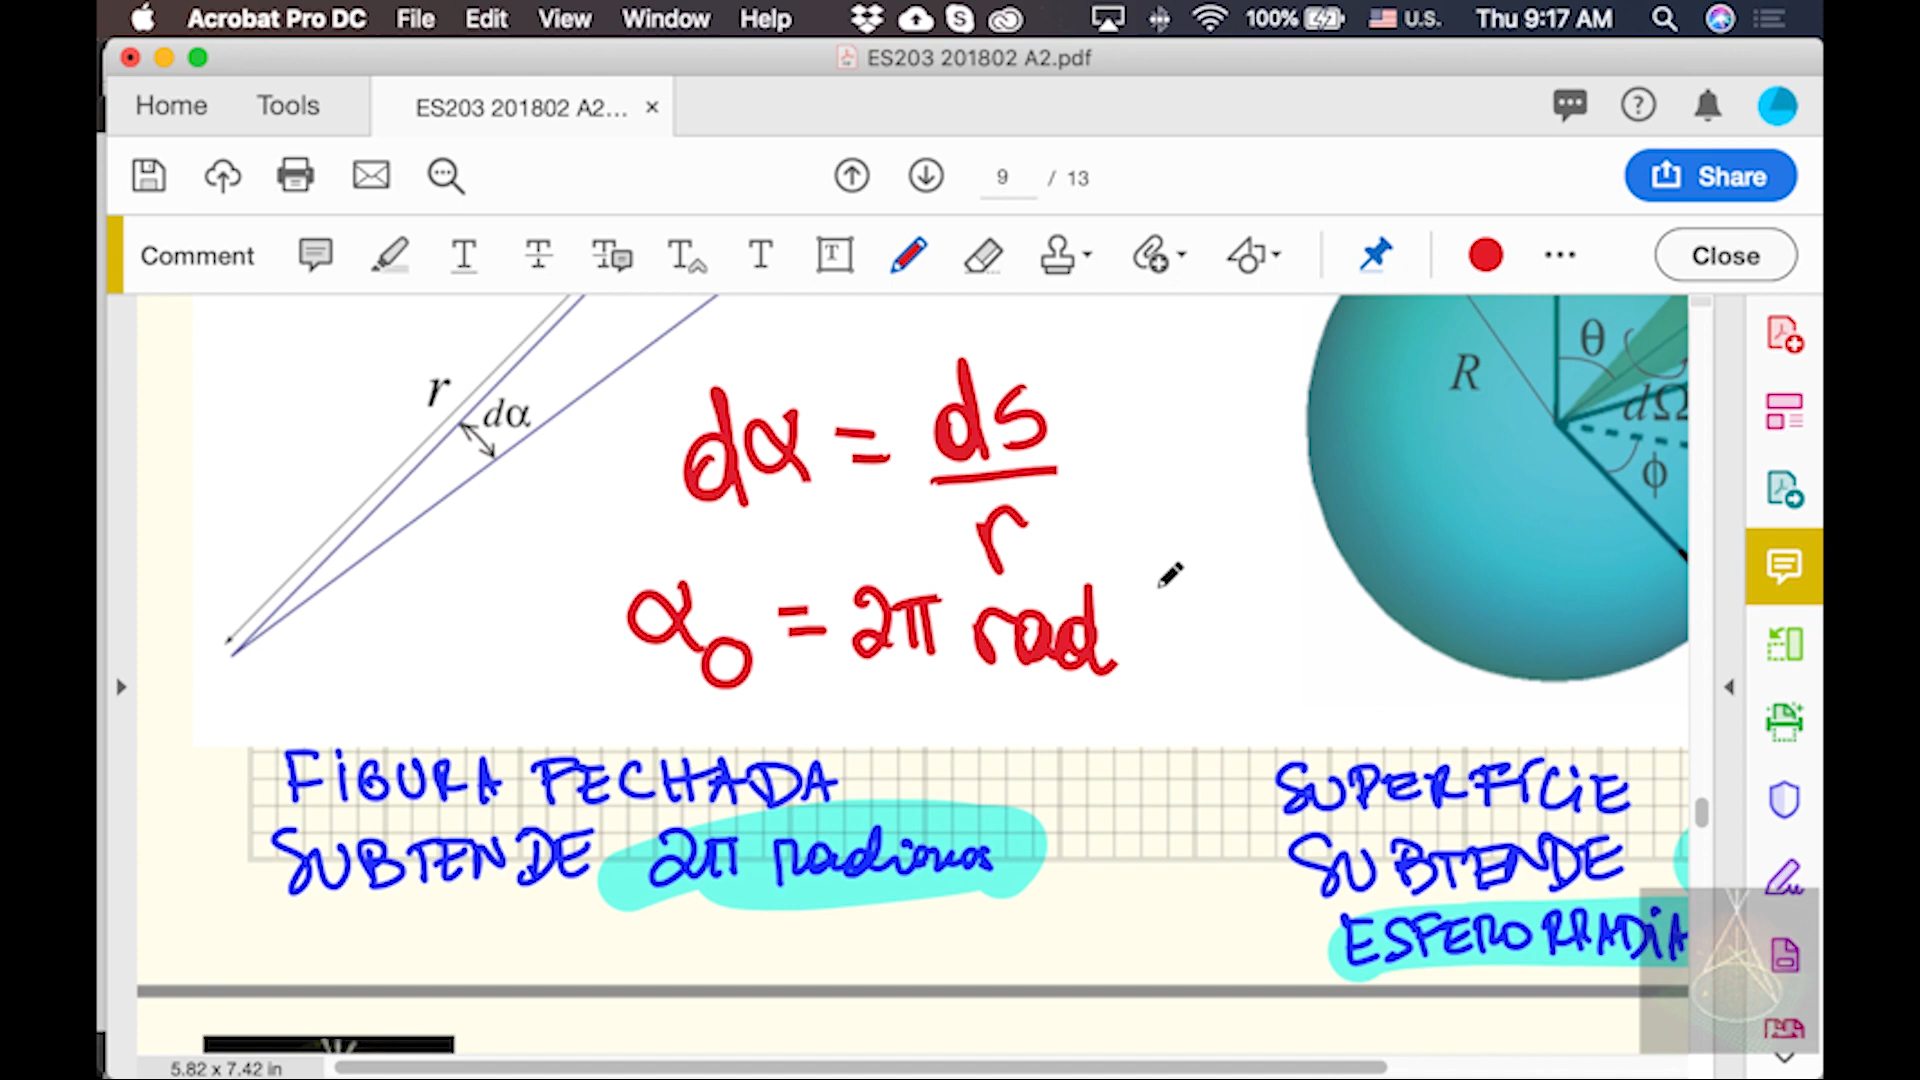 Acrobat Pro DC File Edit View Window Help 100% U.S. Thu 9:17 AM
ES203 201802 A2.pdf
Home Tools ES203 201802 A2... ×
9 / 13 Share
Comment Close
r
dα
dα = ds
r
α₀ = 2π rad
R
θ
dΩ
ϕ
FIGURA FECHADA
SUBTENDE 2π radianos
SUPERFÍCIE
SUBTENDE
ESFERORRADIA
5.82 x 7.42 in